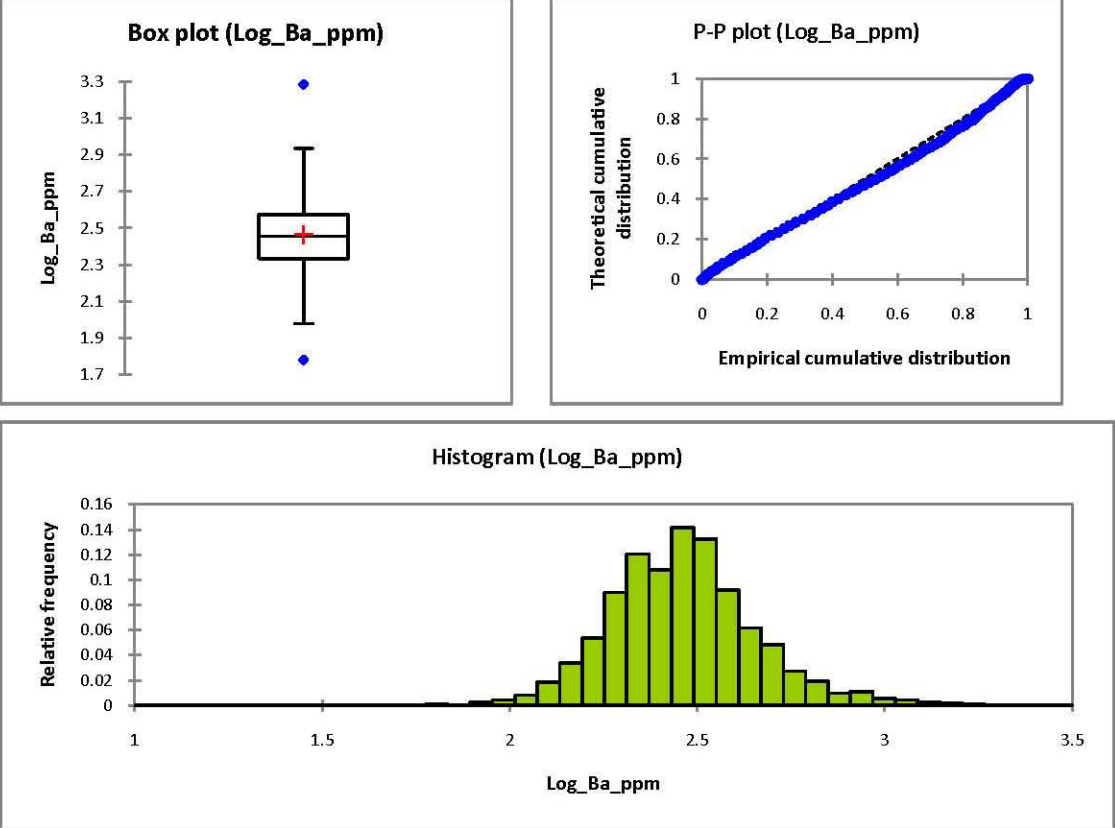 Box plot (Log_Ba_ppm)
Log_Ba_ppm
3.3
3.1
2.9
2.7
2.5
2.3
2.1
1.9
1.7
P-P plot (Log_Ba_ppm)
Theoretical cumulative
distribution
1
0.8
0.6
0.4
0.2
0
0 0.2 0.4 0.6 0.8 1
Empirical cumulative distribution
Histogram (Log_Ba_ppm)
Relative frequency
0.16
0.14
0.12
0.1
0.08
0.06
0.04
0.02
0
1 1.5 2 2.5 3 3.5
Log_Ba_ppm